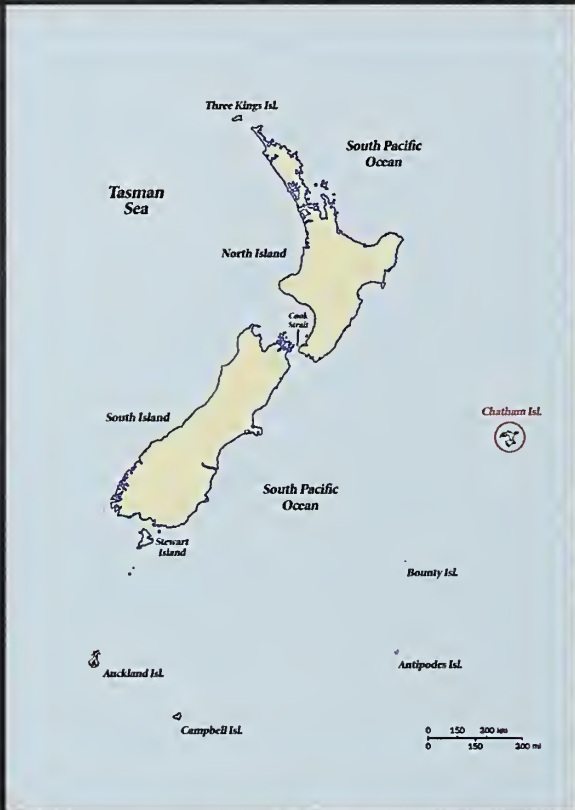 Three Kings Isl.
South Pacific
Ocean
Tasman
Sea
North Island
Cook
Strait
Chatham Isl.
South Island
South Pacific
Ocean
Stewart
Island
Bounty Isl.
Auckland Isl.
Antipodes Isl.
Campbell Isl.
0 150 300 km
0 150 300 mi